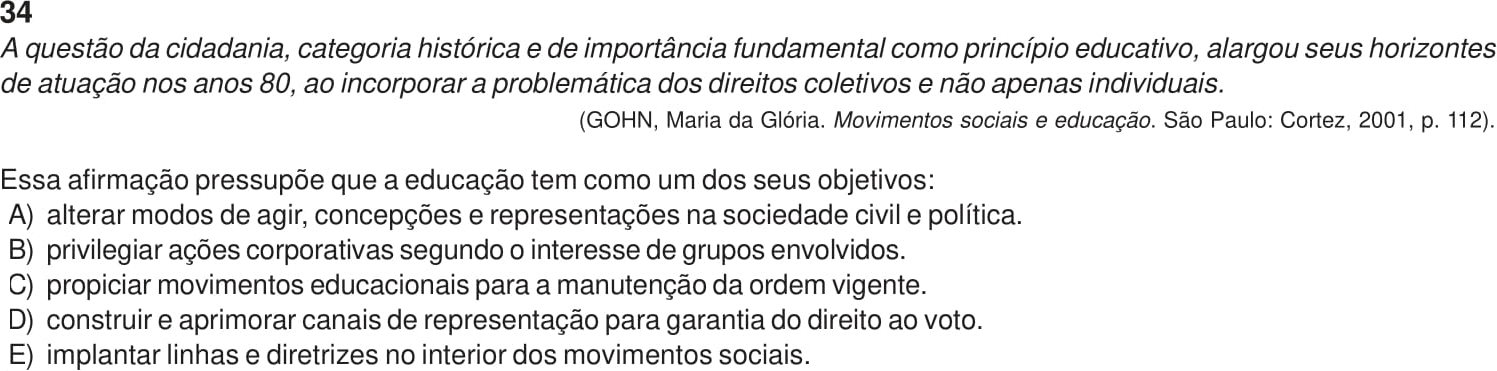 34
A questão da cidadania, categoria histórica e de importância fundamental como princípio educativo, alargou seus horizontes
de atuação nos anos 80, ao incorporar a problemática dos direitos coletivos e não apenas individuais.
(GOHN, Maria da Glória. Movimentos sociais e educação. São Paulo: Cortez, 2001, p. 112).
Essa afirmação pressupõe que a educação tem como um dos seus objetivos:
A) alterar modos de agir, concepções e representações na sociedade civil e política.
B) privilegiar ações corporativas segundo o interesse de grupos envolvidos.
C) propiciar movimentos educacionais para a manutenção da ordem vigente.
D) construir e aprimorar canais de representação para garantia do direito ao voto.
E) implantar linhas e diretrizes no interior dos movimentos sociais.